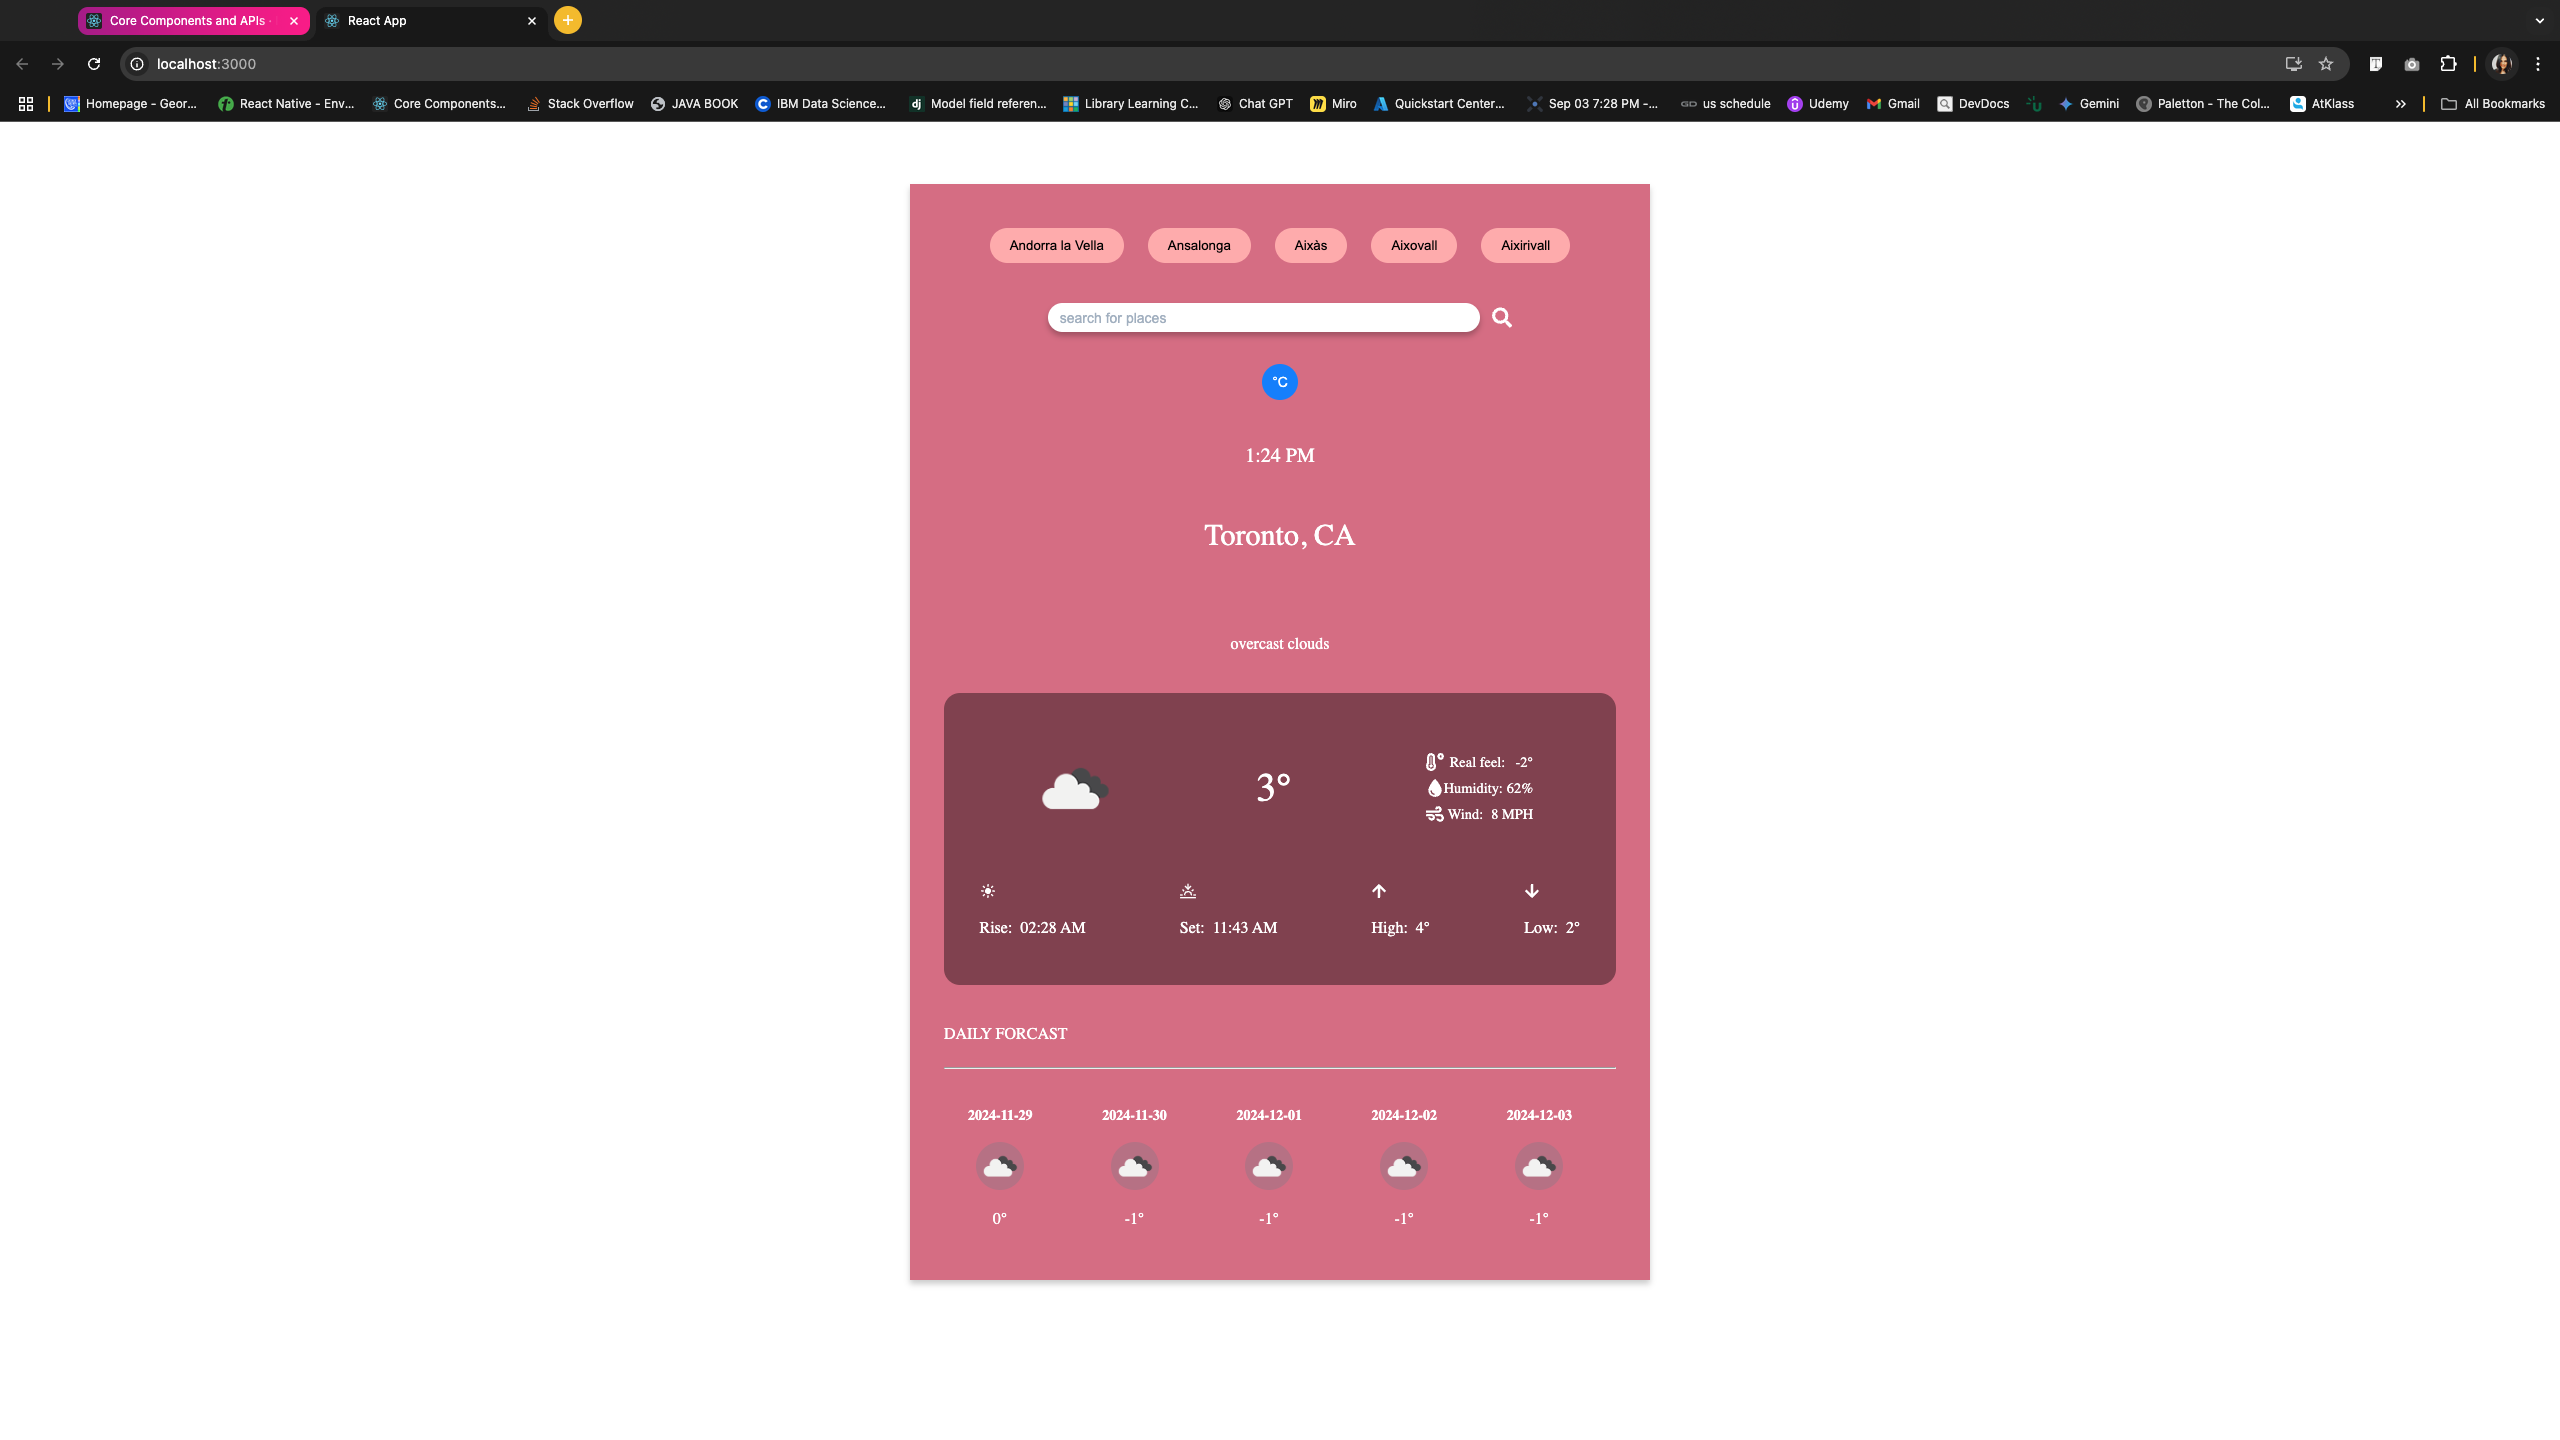 Core Components and APIs · React App
localhost:3000
Homepage - Geor... React Native - Env... Core Components... Stack Overflow JAVA BOOK IBM Data Science... Model field referen... Library Learning C... Chat GPT Miro Quickstart Center... Sep 03 7:28 PM -... us schedule Udemy Gmail DevDocs Gemini Paletton - The Col... AtKlass » All Bookmarks
Andorra la Vella Ansalonga Aixàs Aixovall Aixirivall
search for places
°C
1:24 PM
Toronto, CA
overcast clouds
3°
Real feel: -2°
Humidity: 62%
Wind: 8 MPH
Rise: 02:28 AM Set: 11:43 AM High: 4° Low: 2°
DAILY FORCAST
2024-11-29 2024-11-30 2024-12-01 2024-12-02 2024-12-03
0° -1° -1° -1° -1°